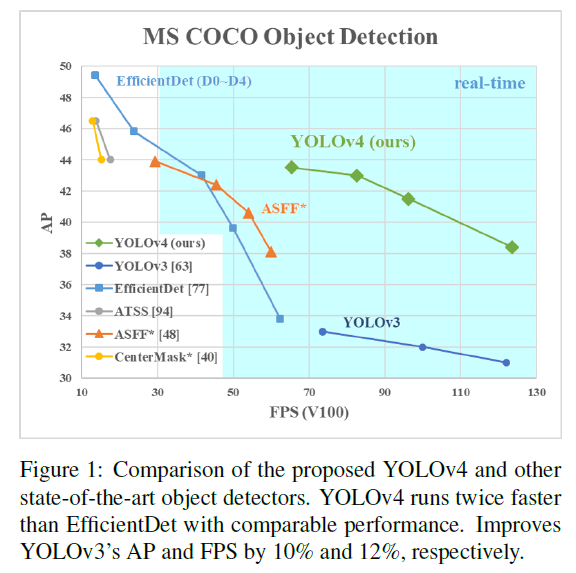 MS COCO Object Detection
50
48
46
44
42
40
38
36
34
32
30
AP
EfficientDet (D0~D4)
real-time
YOLOv4 (ours)
ASFF*
YOLOv3
YOLOv4 (ours)
YOLOv3 [63]
EfficientDet [77]
ATSS [94]
ASFF* [48]
CenterMask* [40]
10 30 50 70 90 110 130
FPS (V100)
Figure 1: Comparison of the proposed YOLOv4 and other
state-of-the-art object detectors. YOLOv4 runs twice faster
than EfficientDet with comparable performance. Improves
YOLOv3's AP and FPS by 10% and 12%, respectively.